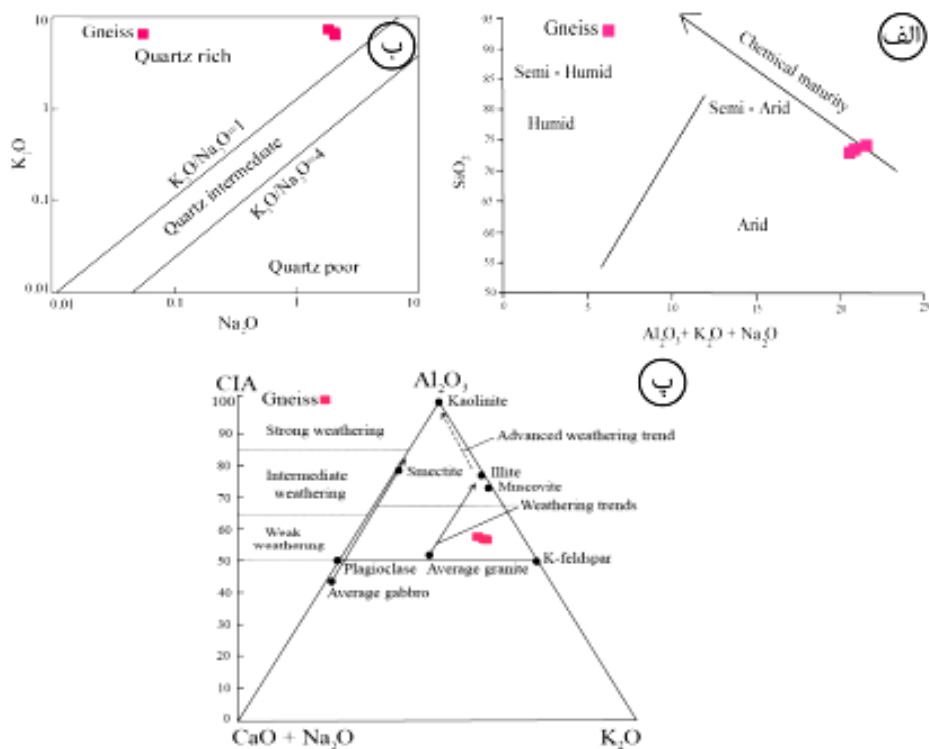 10
1
0.1
0.01
K₂O
Gneiss
Quartz rich
ب
K₂O/Na₂O=1
Quartz intermediate
K₂O/Na₂O=4
Quartz poor
0.01
0.1
1
10
Na₂O
95
90
85
80
75
70
65
60
55
50
SiO₂
Gneiss
الف
Semi - Humid
Humid
Chemical maturity
Semi - Arid
Arid
0
5
10
15
20
25
Al₂O₃+ K₂O + Na₂O
پ
CIA
Gneiss
Al₂O₃
100
90
80
70
60
50
40
30
20
10
0
Kaolinite
Strong weathering
Advanced weathering trend
Smectite
Illite
Intermediate
weathering
Muscovite
Weathering trends
Weak
weathering
Plagioclase
Average granite
K-feldspar
Average gabbro
CaO + Na₂O
K₂O